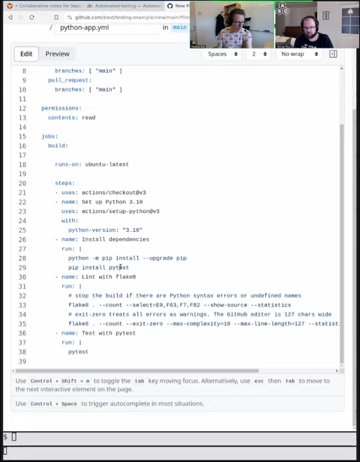 github.com/
python-app.yml
in main
Edit Preview Spaces 2 No wrap
8 branches: [ "main" ]
9 pull_request:
10 branches: [ "main" ]
11
12 permissions:
13 contents: read
14
15 jobs:
16 build:
17
18 runs-on: ubuntu-latest
19
20 steps:
21 - uses: actions/checkout@v3
22 - name: Set up Python 3.10
23 uses: actions/setup-python@v3
24 with:
25 python-version: "3.10"
26 - name: Install dependencies
27 run: |
28 python -m pip install --upgrade pip
29 pip install pytest
30 - name: Lint with flake8
31 run: |
32 # stop the build if there are Python syntax errors or undefined names
33 flake8 . --count --select=E9,F63,F7,F82 --show-source --statistics
34 # exit-zero treats all errors as warnings. The GitHub editor is 127 chars wide
35 flake8 . --count --exit-zero --max-complexity=10 --max-line-length=127 --statist
36 - name: Test with pytest
37 run: |
38 pytest
39
Use Control + Shift + m to toggle the tab key moving focus. Alternatively, use esc then tab to move to
the next interactive element on the page.
Use Control + Space to trigger autocomplete in most situations.
$